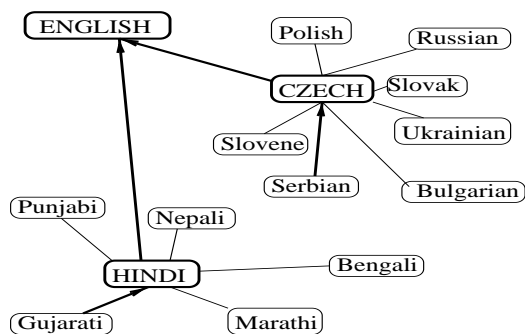 ENGLISH
Polish
Russian
CZECH
Slovak
Ukrainian
Slovene
Serbian
Bulgarian
Punjabi
Nepali
HINDI
Bengali
Gujarati
Marathi